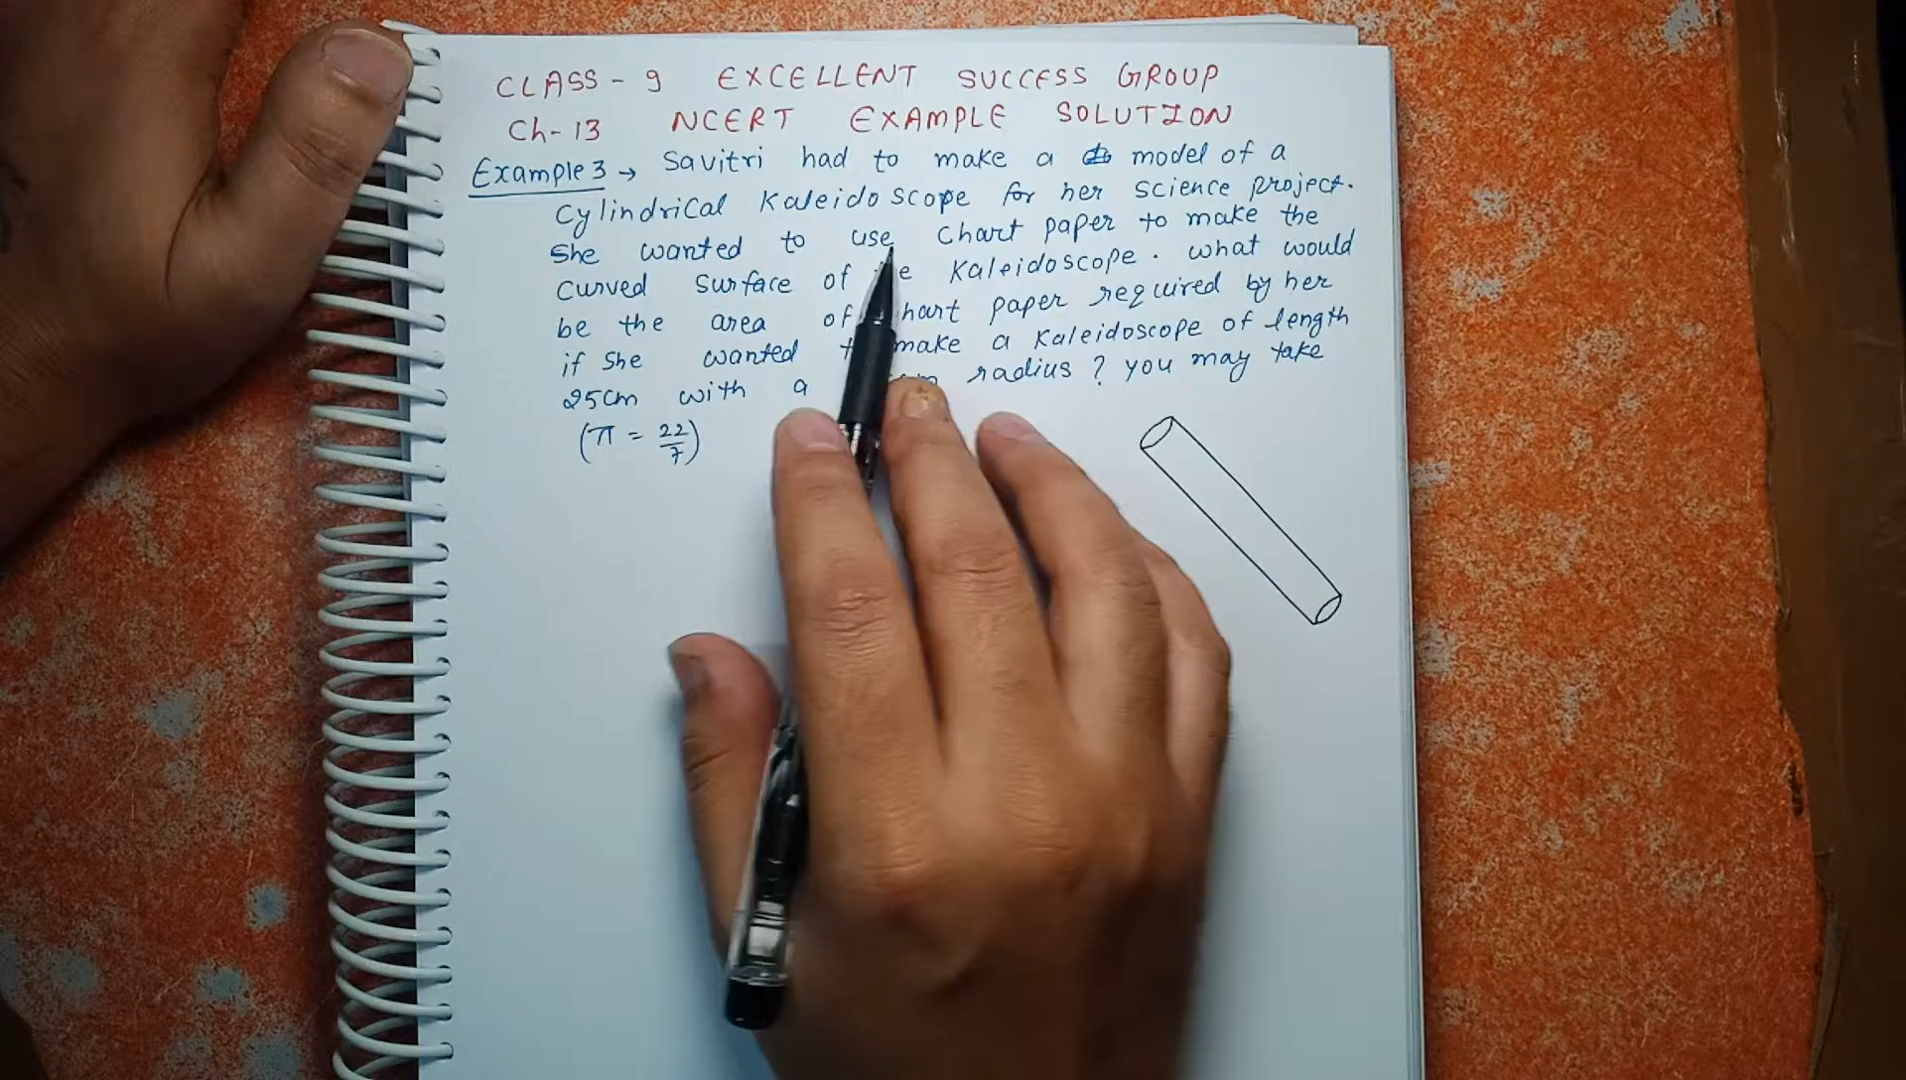 CLASS - 9 EXCELLENT SUCCESS GROUP
Ch-13 NCERT EXAMPLE SOLUTION
Example 3 → Savitri had to make a model of a
Cylindrical Kaleidoscope for her science project.
She wanted to use Chart paper to make the
curved surface of Kaleidoscope. what would
be the area of paper required by her
if she wanted make a Kaleidoscope of length
25cm with a radius? you may take
(π = 22/7)